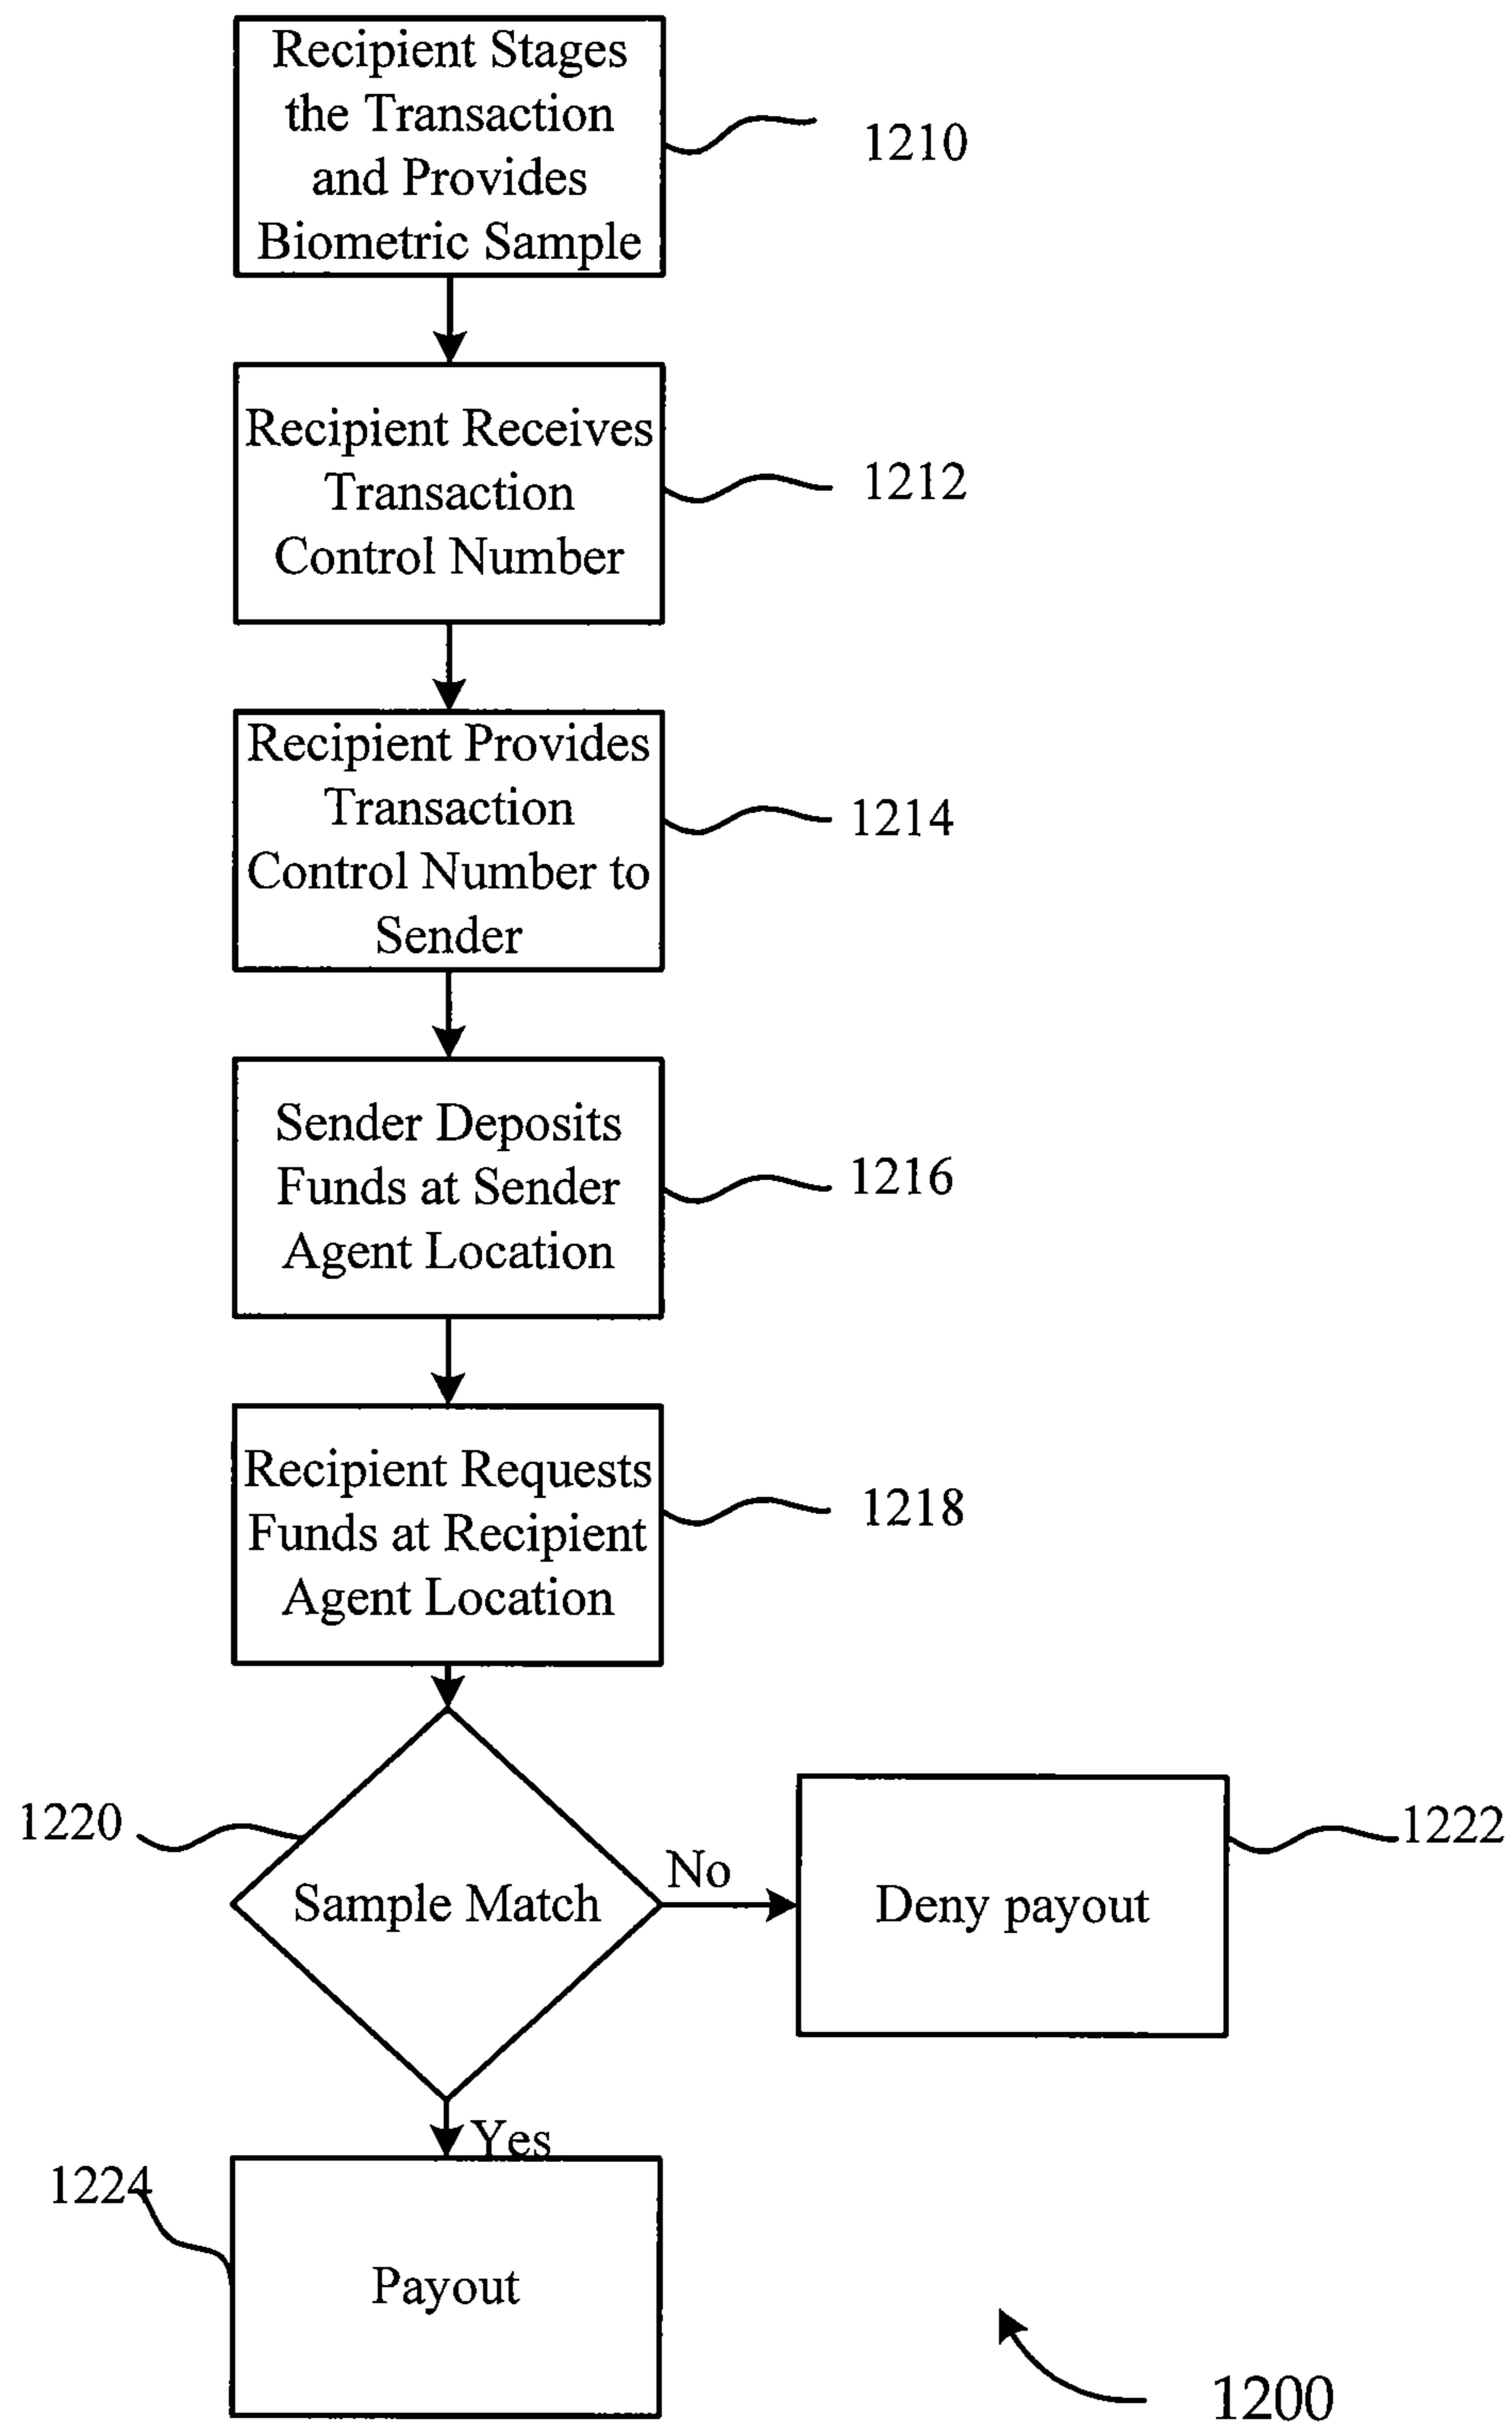 Recipient Stages
the Transaction
and Provides
Biometric Sample
1210
Recipient Receives
Transaction
Control Number
1212
Recipient Provides
Transaction
Control Number to
Sender
1214
Sender Deposits
Funds at Sender
Agent Location
1216
Recipient Requests
Funds at Recipient
Agent Location
1218
1220
Sample Match
No
Deny payout
1222
Yes
1224
Payout
1200